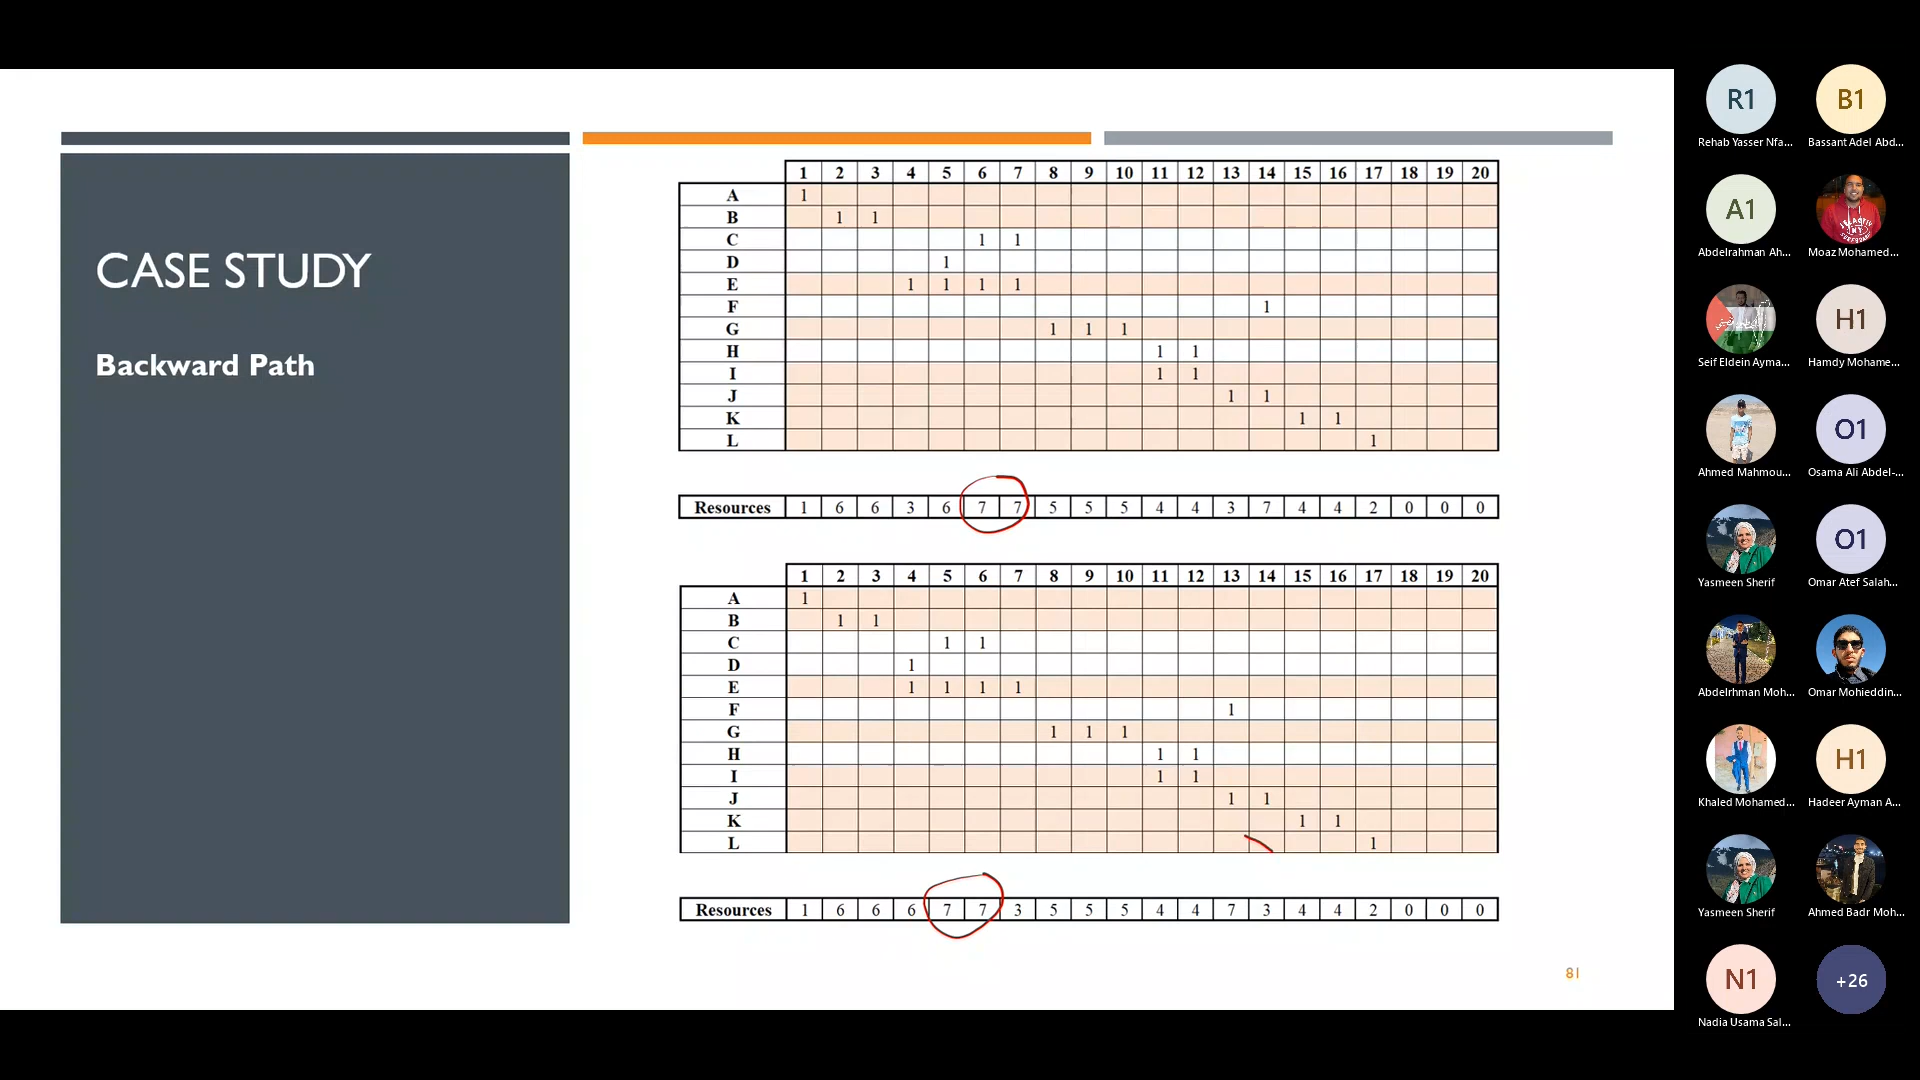 CASE STUDY
Backward Path
1 2 3 4 5 6 7 8 9 10 11 12 13 14 15 16 17 18 19 20
A 1
B 1 1
C 1 1
D 1
E 1 1 1 1
F 1
G 1 1 1
H 1 1
I 1 1
J 1 1
K 1 1
L 1
Resources 1 6 6 3 6 7 7 5 5 5 4 4 3 7 4 4 2 0 0 0
1 2 3 4 5 6 7 8 9 10 11 12 13 14 15 16 17 18 19 20
A 1
B 1 1
C 1 1
D 1
E 1 1 1 1
F 1
G 1 1 1
H 1 1
I 1 1
J 1 1
K 1 1
L 1
Resources 1 6 6 6 7 7 3 5 5 5 4 4 7 3 4 4 2 0 0 0
81
R1 B1
Rehab Yasser Nfa... Bassant Adel Abd...
A1
Abdelrahman Ah... Moaz Mohamed...
H1
Seif Eldein Ayma... Hamdy Mohame...
O1
Ahmed Mahmou... Osama Ali Abdel-...
O1
Yasmeen Sherif Omar Atef Salah...
Abdelrhman Moh... Omar Mohieddin...
H1
Khaled Mohamed... Hadeer Ayman A...
Yasmeen Sherif Ahmed Badr Moh...
N1 +26
Nadia Usama Sal...